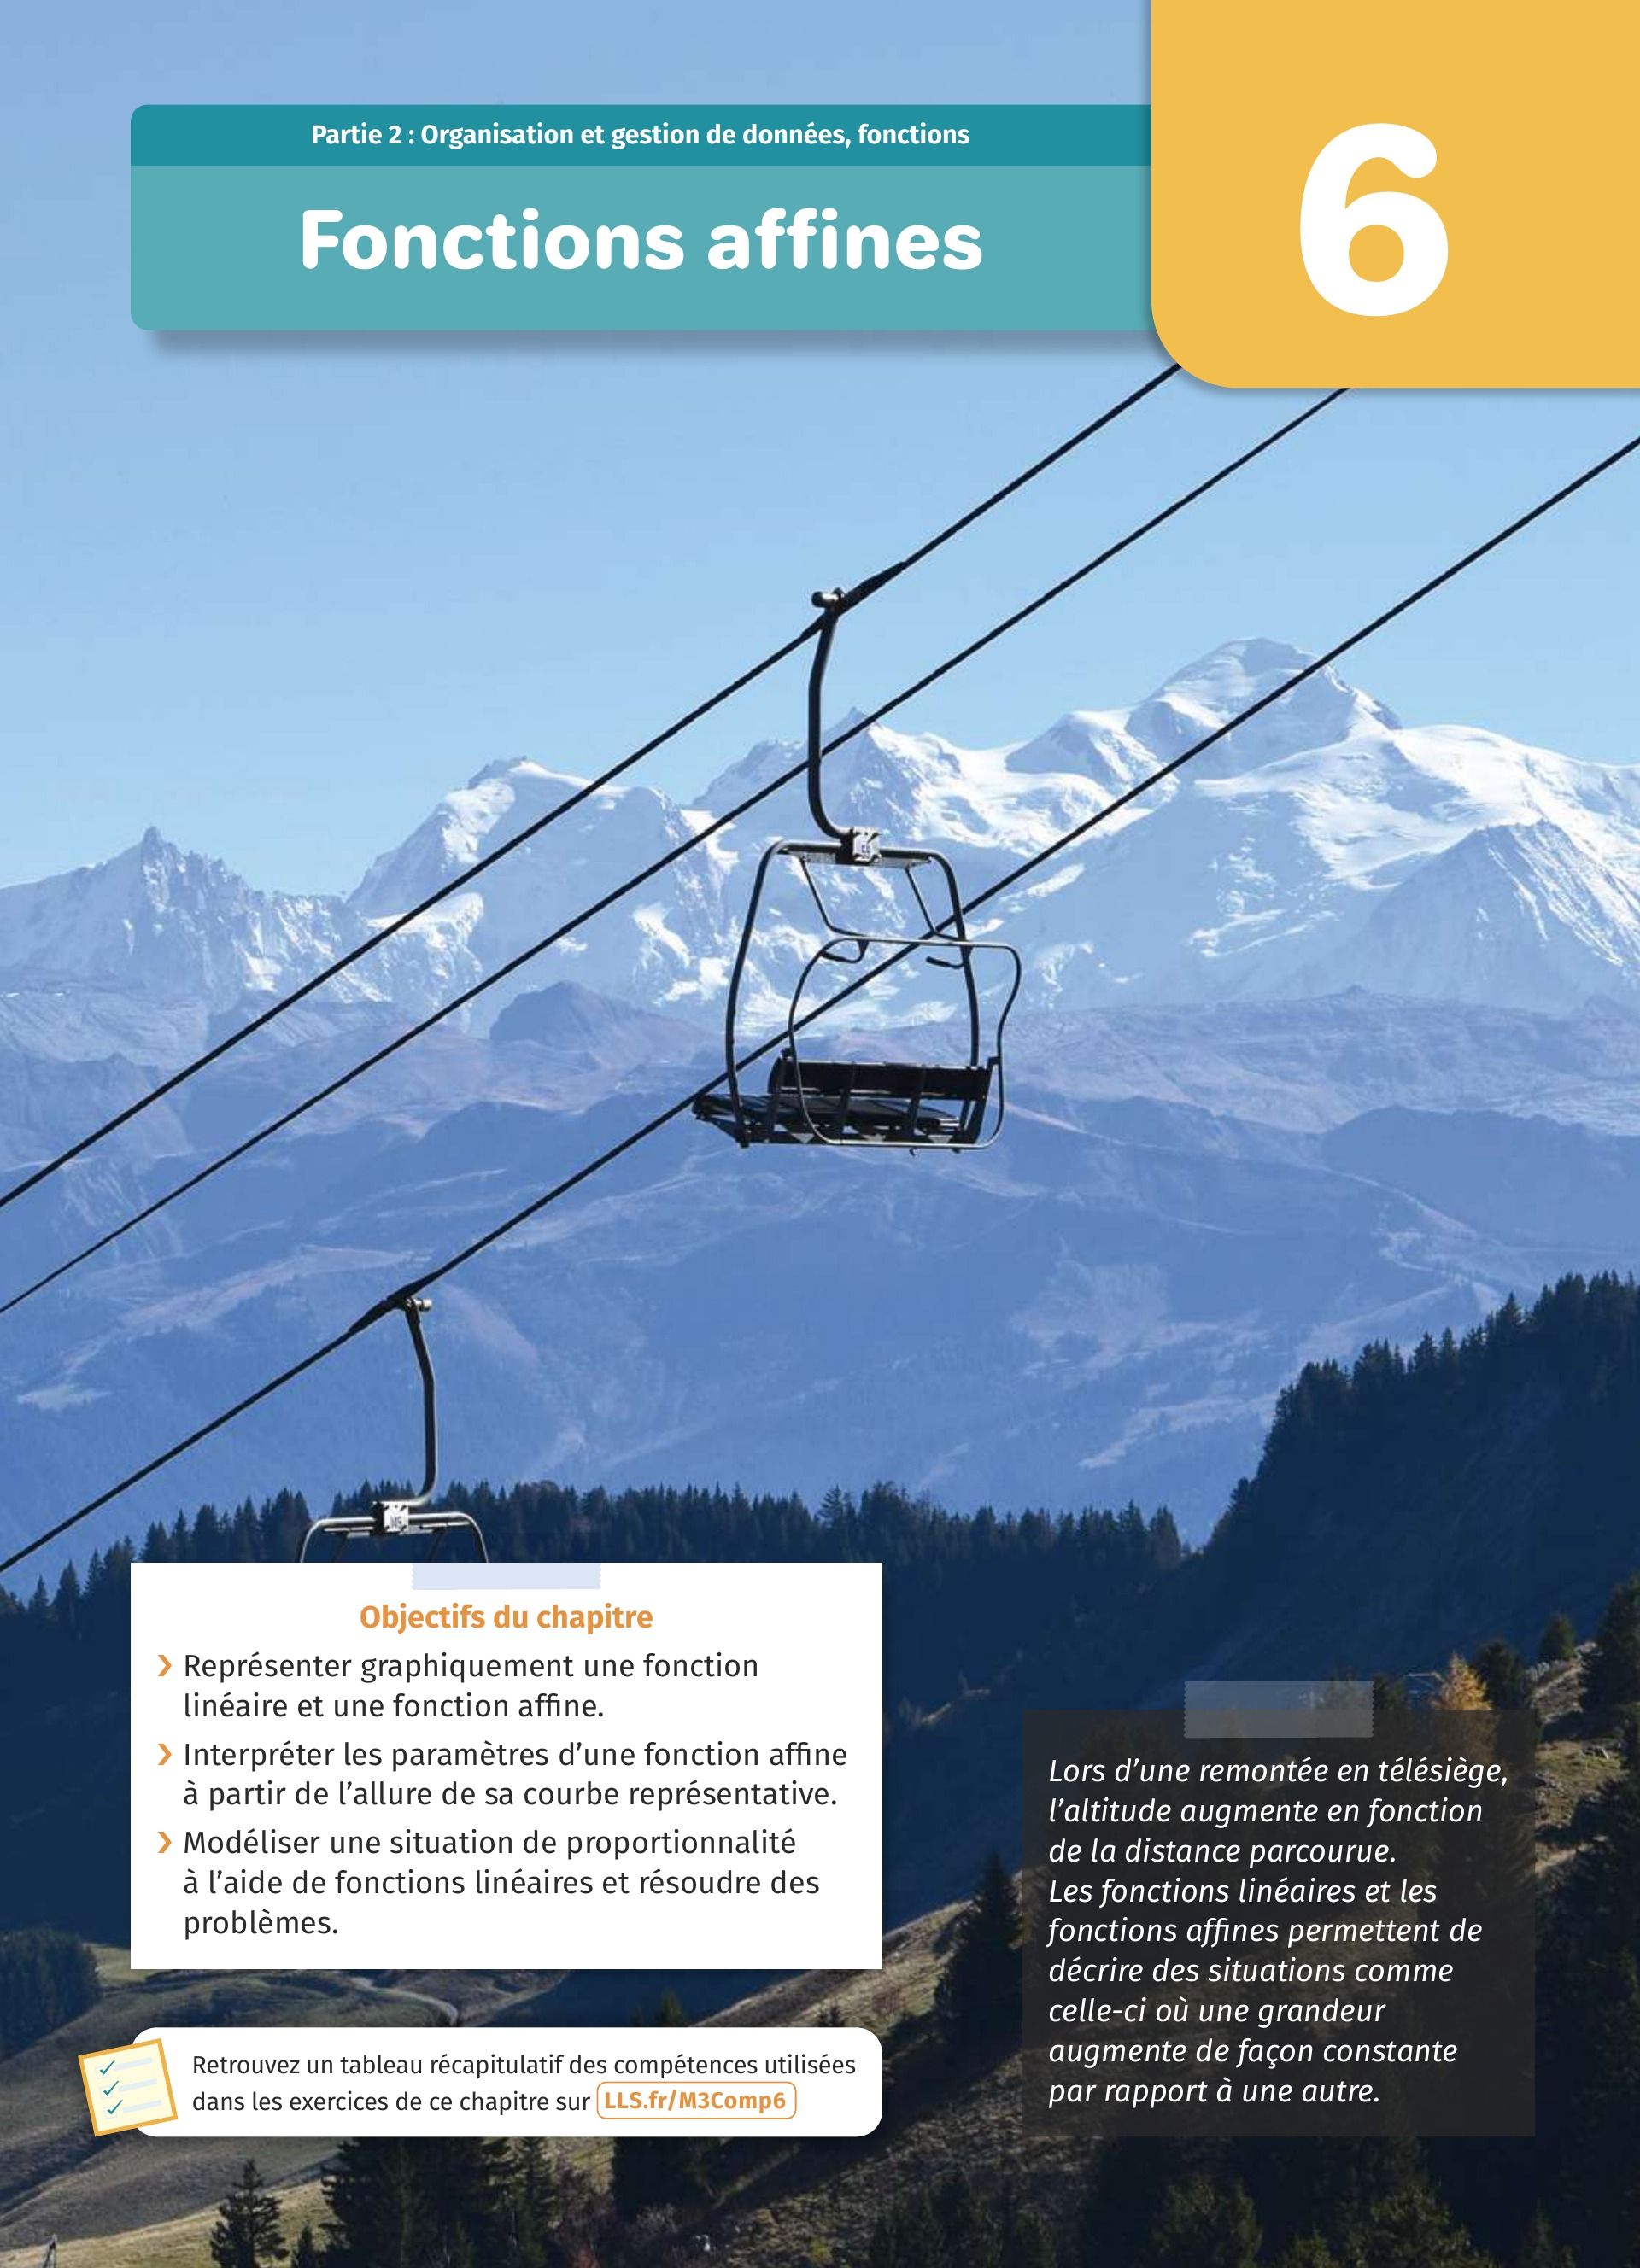 Partie 2 : Organisation et gestion de données, fonctions
Fonctions affines
6
Objectifs du chapitre
› Représenter graphiquement une fonction
linéaire et une fonction affine.
› Interpréter les paramètres d’une fonction affine
à partir de l’allure de sa courbe représentative.
› Modéliser une situation de proportionnalité
à l’aide de fonctions linéaires et résoudre des
problèmes.
Lors d’une remontée en télésiège,
l’altitude augmente en fonction
de la distance parcourue.
Les fonctions linéaires et les
fonctions affines permettent de
décrire des situations comme
celle-ci où une grandeur
augmente de façon constante
par rapport à une autre.
Retrouvez un tableau récapitulatif des compétences utilisées
dans les exercices de ce chapitre sur LLS.fr/M3Comp6